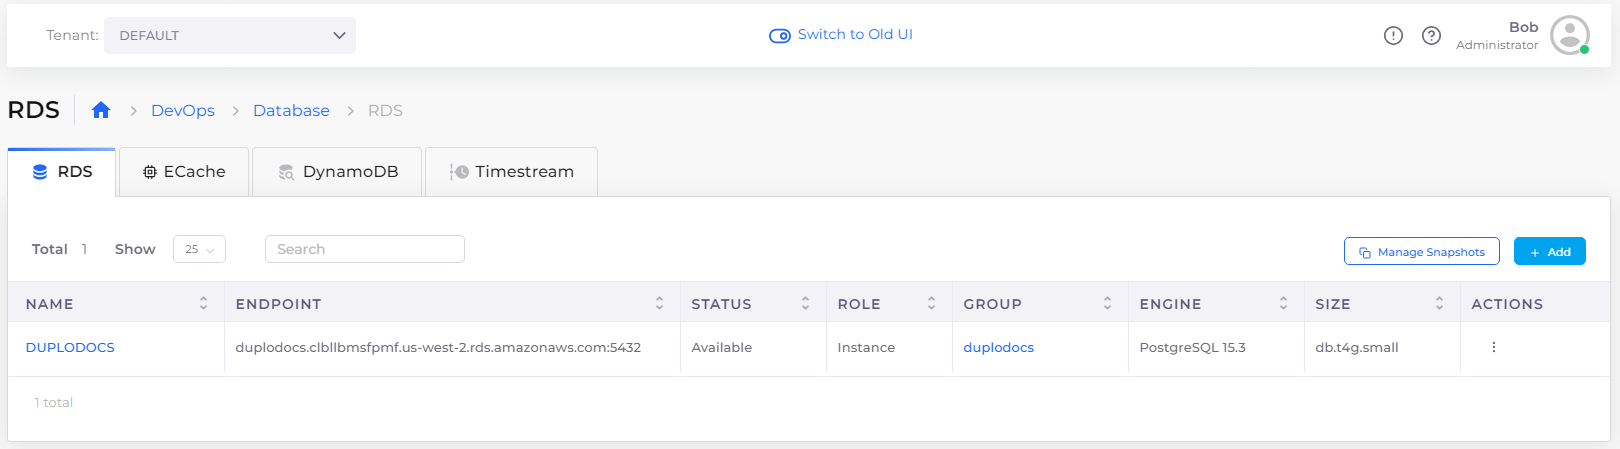 Tenant: DEFAULT Switch to Old UI Bob
Administrator
RDS > DevOps > Database > RDS
RDS ECache DynamoDB Timestream
Total 1 Show 25 Search Manage Snapshots + Add
NAME ENDPOINT STATUS ROLE GROUP ENGINE SIZE ACTIONS
DUPLODOCS duplodocs.clbllbmsfpmf.us-west-2.rds.amazonaws.com:5432 Available Instance duplodocs PostgreSQL 15.3 db.t4g.small
1 total